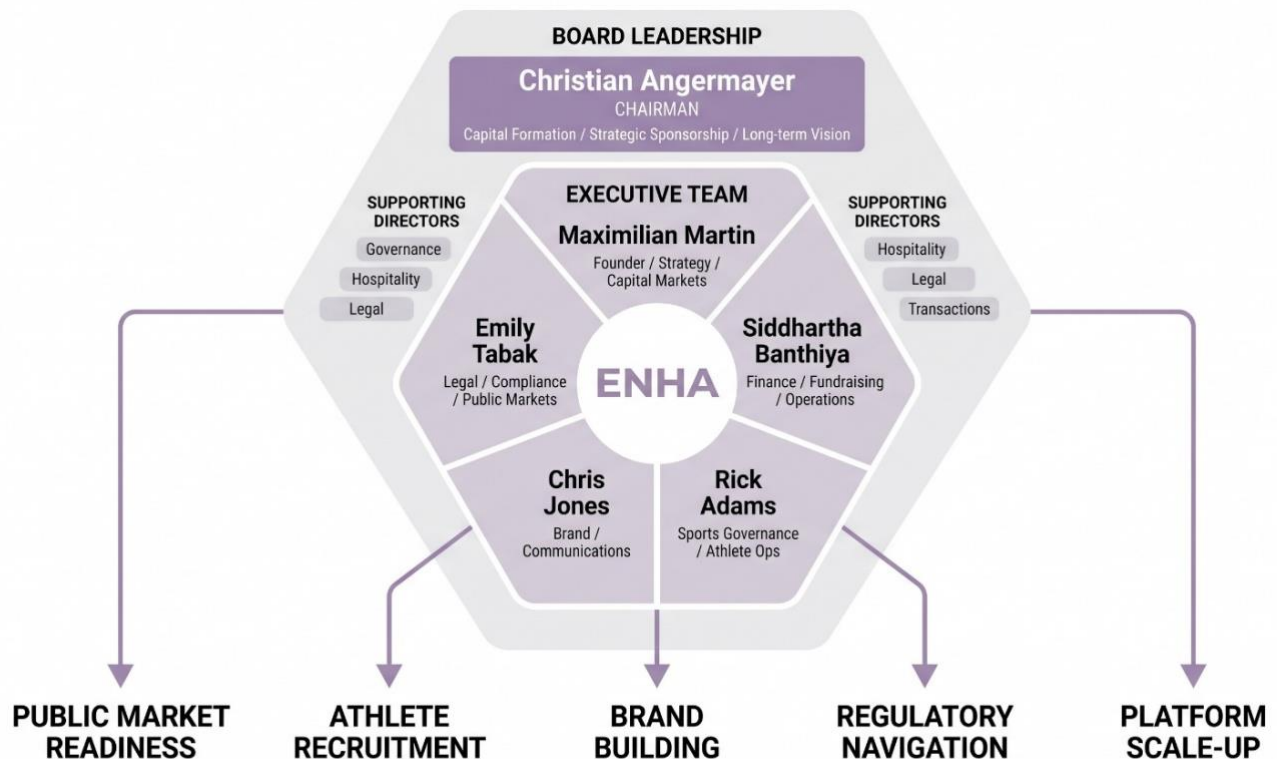 BOARD LEADERSHIP
Christian Angermayer
CHAIRMAN
Capital Formation / Strategic Sponsorship / Long-term Vision
SUPPORTING
DIRECTORS
Governance
Hospitality
Legal
EXECUTIVE TEAM
Maximilian Martin
Founder / Strategy /
Capital Markets
SUPPORTING
DIRECTORS
Hospitality
Legal
Transactions
Emily
Tabak
Legal / Compliance
/ Public Markets
ENHA
Siddhartha
Banthiya
Finance / Fundraising
/ Operations
Chris
Jones
Brand /
Communications
Rick
Adams
Sports Governance
/ Athlete Ops
PUBLIC MARKET
READINESS
ATHLETE
RECRUITMENT
BRAND
BUILDING
REGULATORY
NAVIGATION
PLATFORM
SCALE-UP